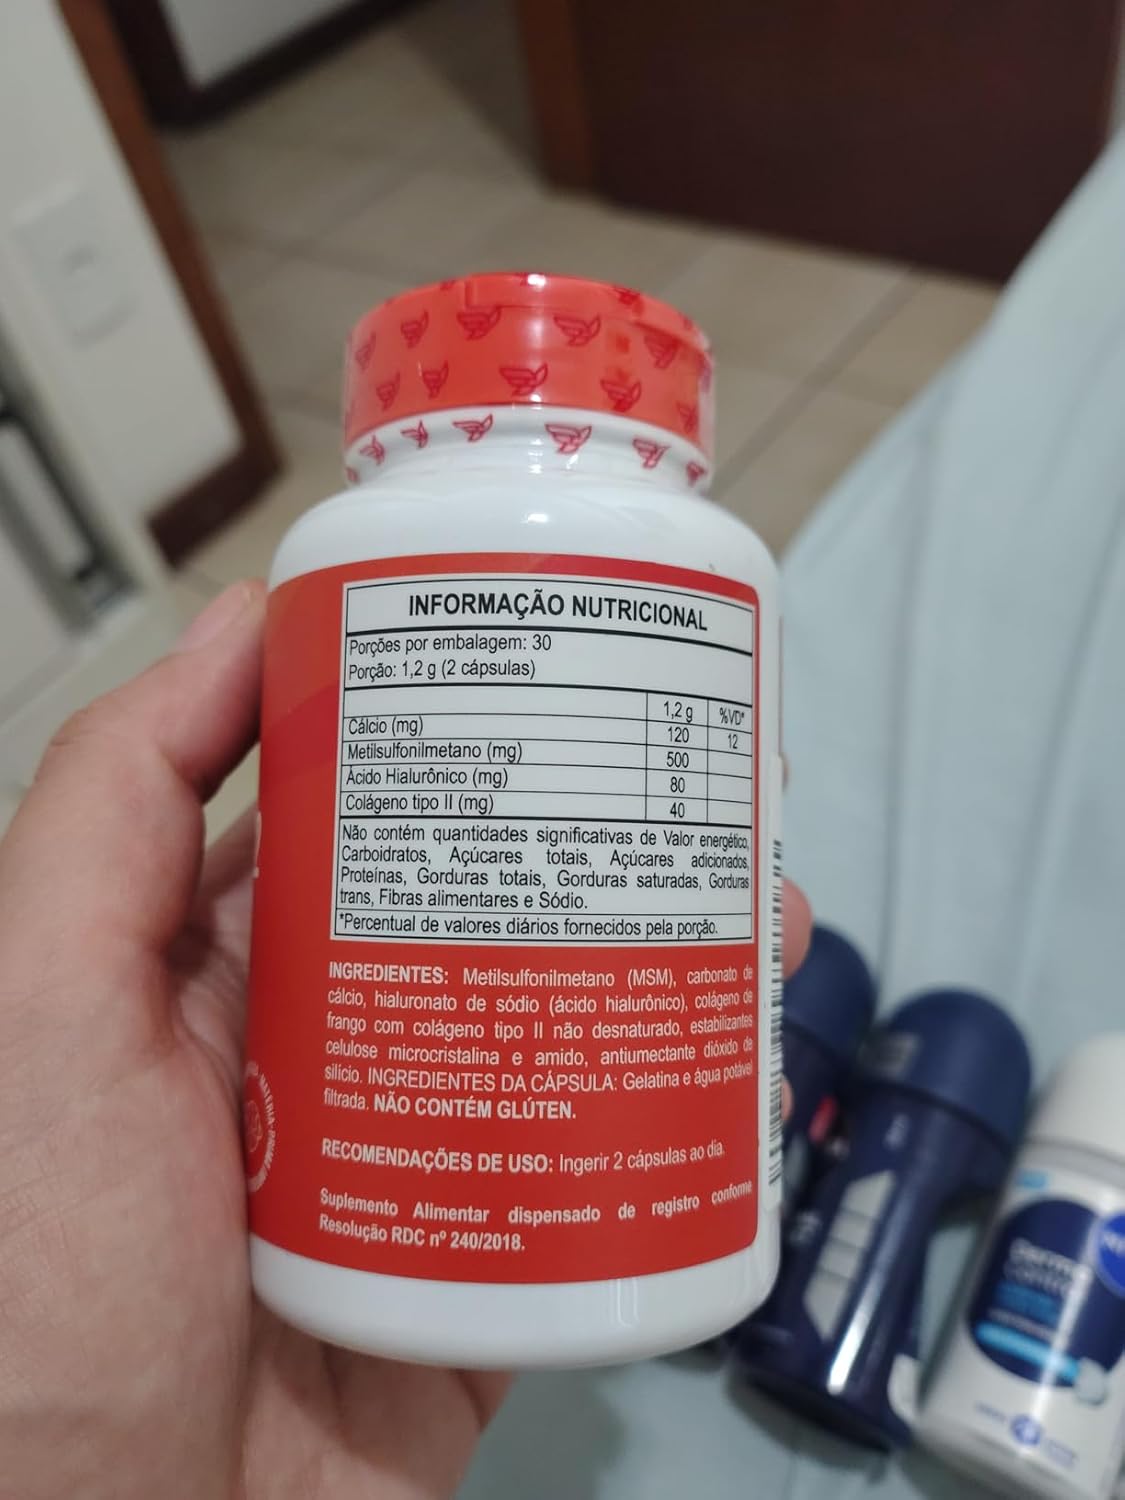 INFORMAÇÃO NUTRICIONAL
Porções por embalagem: 30
Porção: 1,2 g (2 cápsulas)
1,2 g %VD*
Cálcio (mg) 120 12
Metilsulfonilmetano (mg) 500
Ácido Hialurônico (mg) 80
Colágeno tipo II (mg) 40
Não contém quantidades significativas de Valor energético,
Carboidratos, Açúcares totais, Açúcares adicionados,
Proteínas, Gorduras totais, Gorduras saturadas, Gorduras
trans, Fibras alimentares e Sódio.
*Percentual de valores diários fornecidos pela porção.
INGREDIENTES: Metilsulfonilmetano (MSM), carbonato de
cálcio, hialuronato de sódio (ácido hialurônico), colágeno de
frango com colágeno tipo II não desnaturado, estabilizantes
celulose microcristalina e amido, antiumectante dióxido de
silício. INGREDIENTES DA CÁPSULA: Gelatina e água potável
filtrada. NÃO CONTÉM GLÚTEN.
RECOMENDAÇÕES DE USO: Ingerir 2 cápsulas ao dia.
Suplemento Alimentar dispensado de registro conforme
Resolução RDC nº 240/2018.